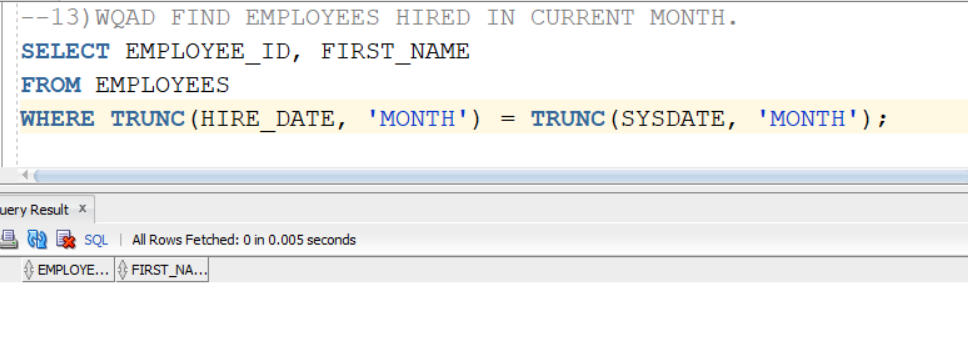 --13)WQAD FIND EMPLOYEES HIRED IN CURRENT MONTH.
SELECT EMPLOYEE_ID, FIRST_NAME
FROM EMPLOYEES
WHERE TRUNC(HIRE_DATE, 'MONTH') = TRUNC(SYSDATE, 'MONTH');
uery Result x
SQL | All Rows Fetched: 0 in 0.005 seconds
EMPLOYE... FIRST_NA...